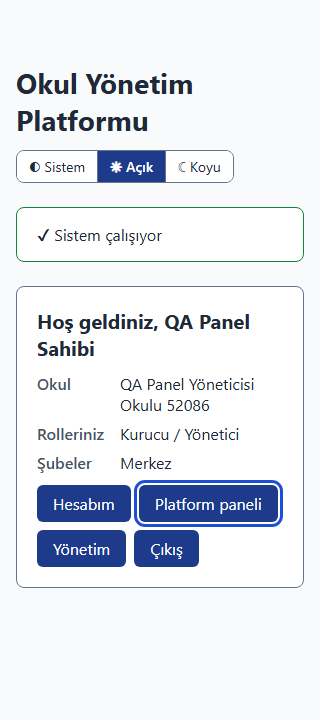 Okul Yönetim
Platformu
◐ Sistem ☀ Açık ☾ Koyu
✓ Sistem çalışıyor
Hoş geldiniz, QA Panel
Sahibi
Okul QA Panel Yöneticisi
Okulu 52086
Rolleriniz Kurucu / Yönetici
Şubeler Merkez
Hesabım Platform paneli
Yönetim Çıkış